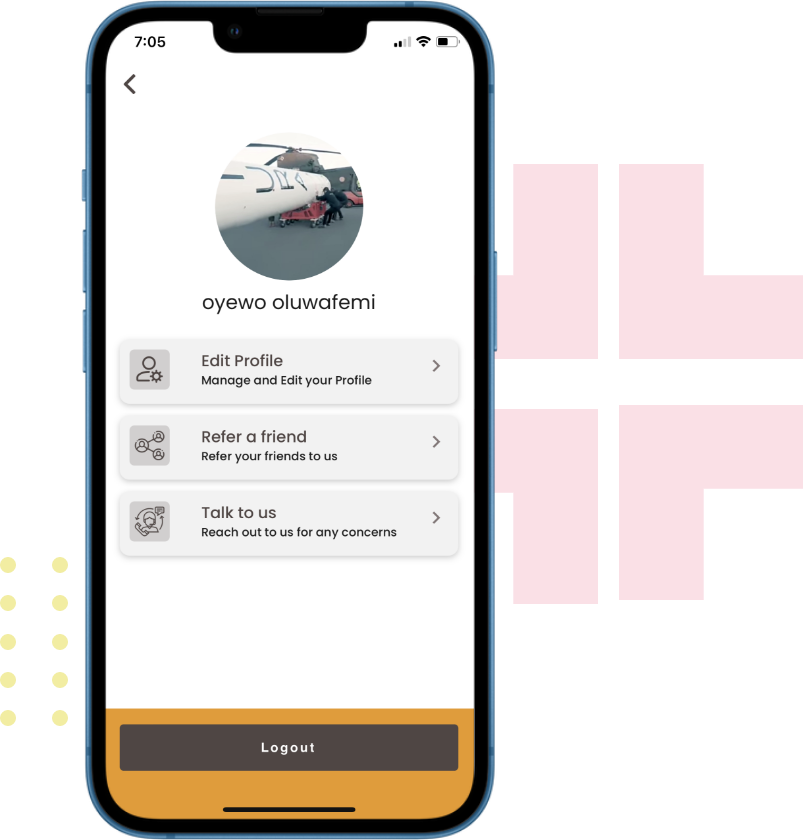 7:05
oyewo oluwafemi
Edit Profile
Manage and Edit your Profile
Refer a friend
Refer your friends to us
Talk to us
Reach out to us for any concerns
Logout